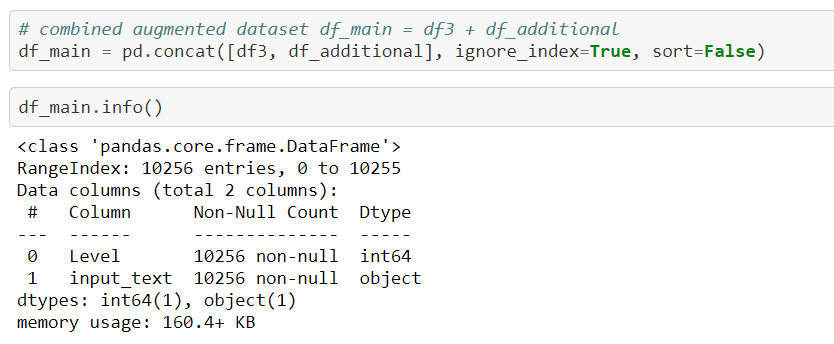 # combined augmented dataset df_main = df3 + df_additional
df_main = pd.concat([df3, df_additional], ignore_index=True, sort=False)
df_main.info()
<class 'pandas.core.frame.DataFrame'>
RangeIndex: 10256 entries, 0 to 10255
Data columns (total 2 columns):
 #   Column      Non-Null Count  Dtype
---  ------      --------------  -----
 0   Level       10256 non-null  int64
 1   input_text  10256 non-null  object
dtypes: int64(1), object(1)
memory usage: 160.4+ KB